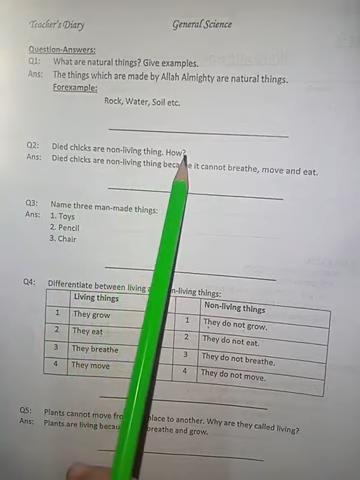 Teacher's Diary General Science
Question-Answers:
Q1: What are natural things? Give examples.
Ans: The things which are made by Allah Almighty are natural things.
Forexample:
Rock, Water, Soil etc.
Q2: Died chicks are non-living thing. How?
Ans: Died chicks are non-living thing it cannot breathe, move and eat.
Q3: Name three man-made things:
Ans: 1. Toys
2. Pencil
3. Chair
Q4: Differentiate between living things:
Living things Non-living things
1 They grow 1 They do not grow.
2 They eat 2 They do not eat.
3 They breathe 3 They do not breathe.
4 They move 4 They do not move.
Q5: Plants cannot move place to another. Why are they called living?
Ans: Plants are living breathe and grow.